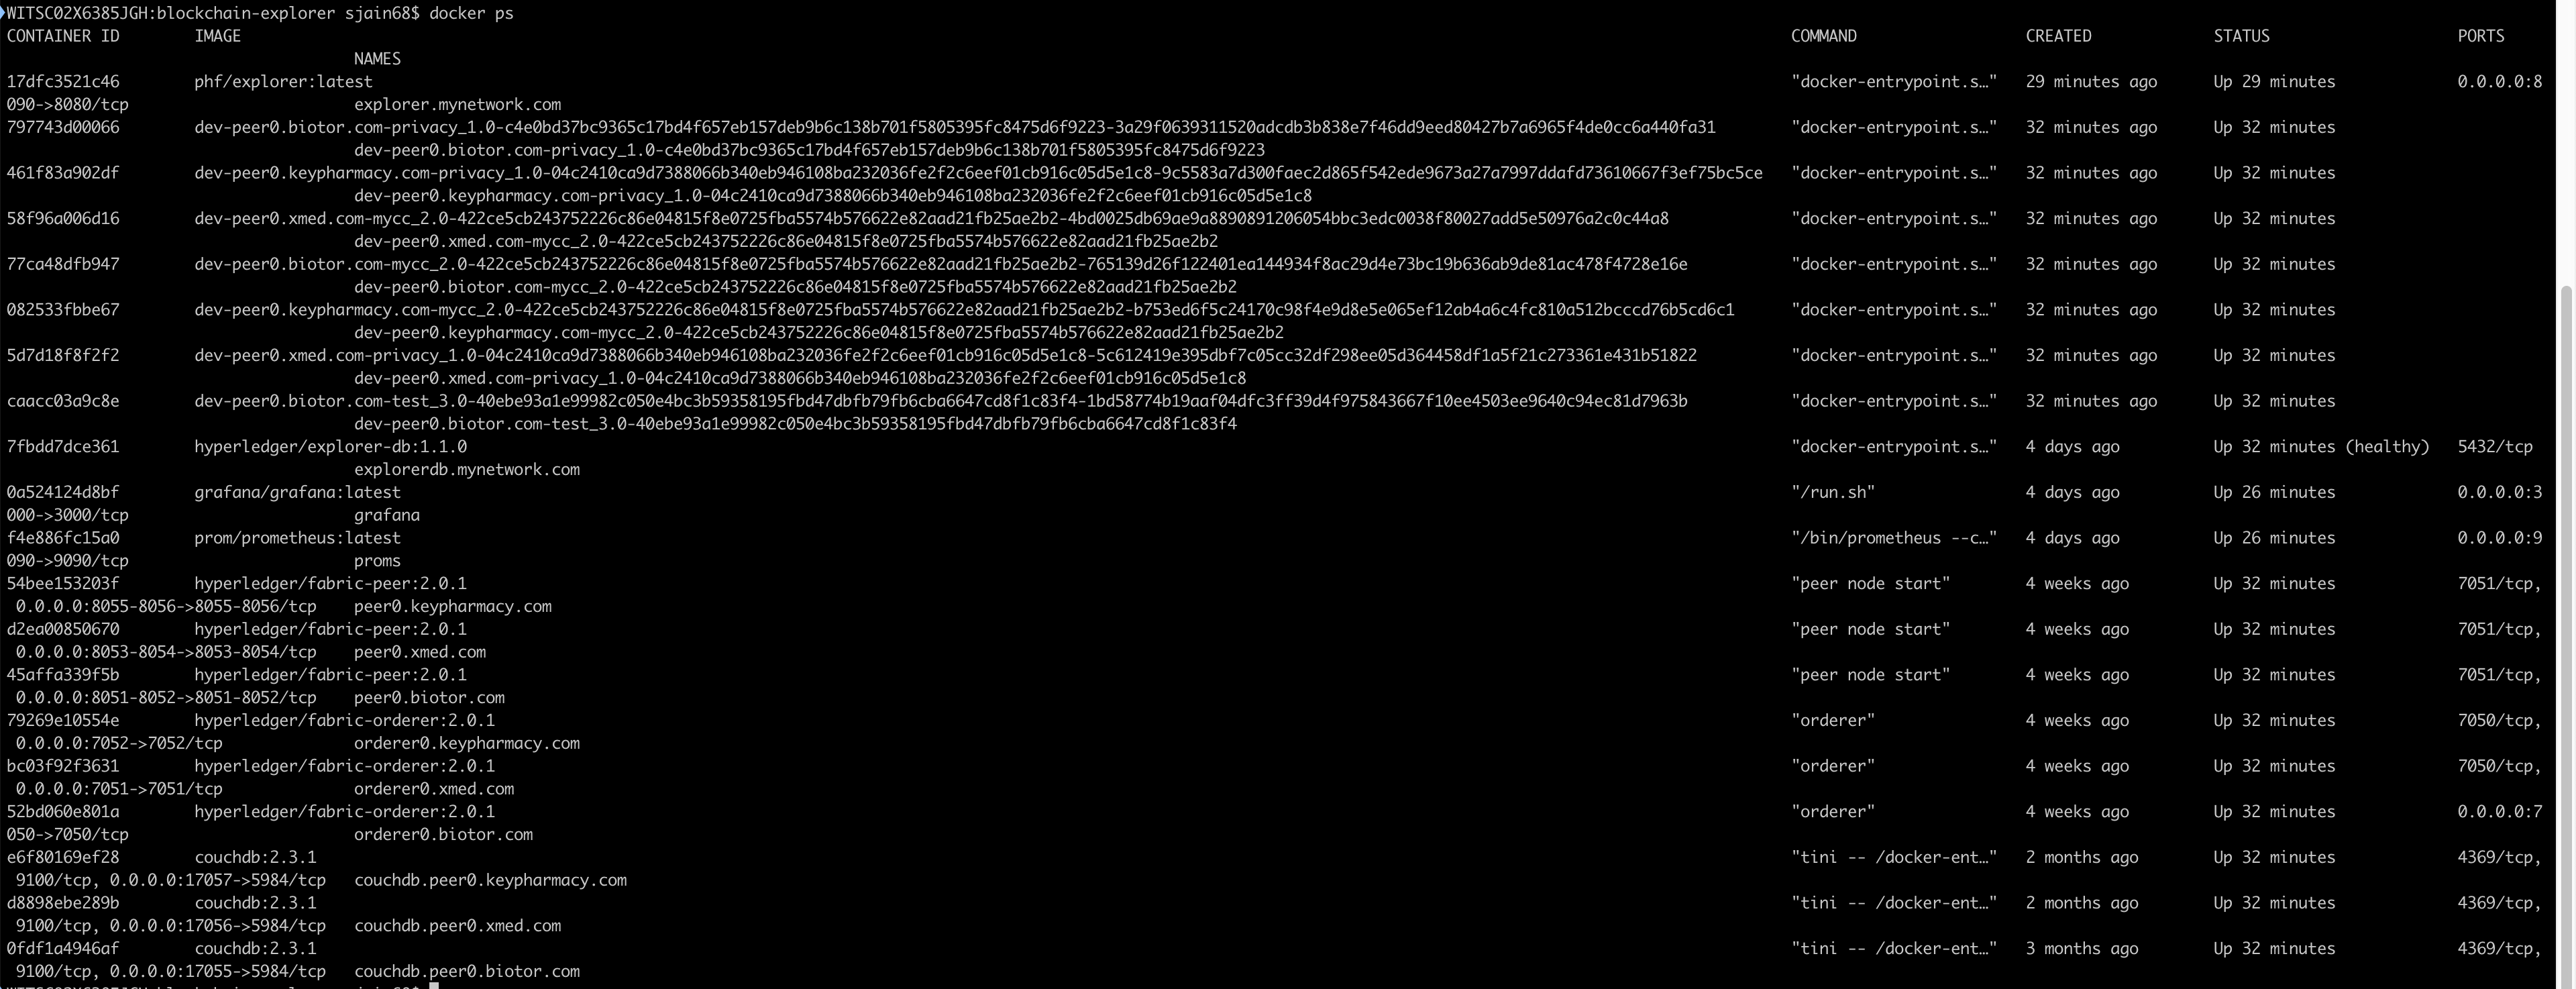 WITSC02X6385JGH:blockchain-explorer sjain68$ docker ps
CONTAINER ID IMAGE COMMAND CREATED STATUS PORTS
NAMES
17dfc3521c46 phf/explorer:latest "docker-entrypoint.s…" 29 minutes ago Up 29 minutes 0.0.0.0:8
090->8080/tcp explorer.mynetwork.com
797743d00066 dev-peer0.biotor.com-privacy_1.0-c4e0bd37bc9365c17bd4f657eb157deb9b6c138b701f5805395fc8475d6f9223-3a29f0639311520adcdb3b838e7f46dd9eed80427b7a6965f4de0cc6a440fa31 "docker-entrypoint.s…" 32 minutes ago Up 32 minutes
dev-peer0.biotor.com-privacy_1.0-c4e0bd37bc9365c17bd4f657eb157deb9b6c138b701f5805395fc8475d6f9223
461f83a902df dev-peer0.keypharmacy.com-privacy_1.0-04c2410ca9d7388066b340eb946108ba232036fe2f2c6eef01cb916c05d5e1c8-9c5583a7d300faec2d865f542ede9673a27a7997ddafd73610667f3ef75bc5ce "docker-entrypoint.s…" 32 minutes ago Up 32 minutes
dev-peer0.keypharmacy.com-privacy_1.0-04c2410ca9d7388066b340eb946108ba232036fe2f2c6eef01cb916c05d5e1c8
58f96a006d16 dev-peer0.xmed.com-mycc_2.0-422ce5cb243752226c86e04815f8e0725fba5574b576622e82aad21fb25ae2b2-4bd0025db69ae9a8890891206054bbc3edc0038f80027add5e50976a2c0c44a8 "docker-entrypoint.s…" 32 minutes ago Up 32 minutes
dev-peer0.xmed.com-mycc_2.0-422ce5cb243752226c86e04815f8e0725fba5574b576622e82aad21fb25ae2b2
77ca48dfb947 dev-peer0.biotor.com-mycc_2.0-422ce5cb243752226c86e04815f8e0725fba5574b576622e82aad21fb25ae2b2-765139d26f122401ea144934f8ac29d4e73bc19b636ab9de81ac478f4728e16e "docker-entrypoint.s…" 32 minutes ago Up 32 minutes
dev-peer0.biotor.com-mycc_2.0-422ce5cb243752226c86e04815f8e0725fba5574b576622e82aad21fb25ae2b2
082533fbbe67 dev-peer0.keypharmacy.com-mycc_2.0-422ce5cb243752226c86e04815f8e0725fba5574b576622e82aad21fb25ae2b2-b753ed6f5c24170c98f4e9d8e5e065ef12ab4a6c4fc810a512bcccd76b5cd6c1 "docker-entrypoint.s…" 32 minutes ago Up 32 minutes
dev-peer0.keypharmacy.com-mycc_2.0-422ce5cb243752226c86e04815f8e0725fba5574b576622e82aad21fb25ae2b2
5d7d18f8f2f2 dev-peer0.xmed.com-privacy_1.0-04c2410ca9d7388066b340eb946108ba232036fe2f2c6eef01cb916c05d5e1c8-5c612419e395dbf7c05cc32df298ee05d364458df1a5f21c273361e431b51822 "docker-entrypoint.s…" 32 minutes ago Up 32 minutes
dev-peer0.xmed.com-privacy_1.0-04c2410ca9d7388066b340eb946108ba232036fe2f2c6eef01cb916c05d5e1c8
caacc03a9c8e dev-peer0.biotor.com-test_3.0-40ebe93a1e99982c050e4bc3b59358195fbd47dbfb79fb6cba6647cd8f1c83f4-1bd58774b19aaf04dfc3ff39d4f975843667f10ee4503ee9640c94ec81d7963b "docker-entrypoint.s…" 32 minutes ago Up 32 minutes
dev-peer0.biotor.com-test_3.0-40ebe93a1e99982c050e4bc3b59358195fbd47dbfb79fb6cba6647cd8f1c83f4
7fbdd7dce361 hyperledger/explorer-db:1.1.0 "docker-entrypoint.s…" 4 days ago Up 32 minutes (healthy) 5432/tcp
explorerdb.mynetwork.com
0a524124d8bf grafana/grafana:latest "/run.sh" 4 days ago Up 26 minutes 0.0.0.0:3
000->3000/tcp grafana
f4e886fc15a0 prom/prometheus:latest "/bin/prometheus --c…" 4 days ago Up 26 minutes 0.0.0.0:9
090->9090/tcp proms
54bee153203f hyperledger/fabric-peer:2.0.1 "peer node start" 4 weeks ago Up 32 minutes 7051/tcp,
0.0.0.0:8055-8056->8055-8056/tcp peer0.keypharmacy.com
d2ea00850670 hyperledger/fabric-peer:2.0.1 "peer node start" 4 weeks ago Up 32 minutes 7051/tcp,
0.0.0.0:8053-8054->8053-8054/tcp peer0.xmed.com
45affa339f5b hyperledger/fabric-peer:2.0.1 "peer node start" 4 weeks ago Up 32 minutes 7051/tcp,
0.0.0.0:8051-8052->8051-8052/tcp peer0.biotor.com
79269e10554e hyperledger/fabric-orderer:2.0.1 "orderer" 4 weeks ago Up 32 minutes 7050/tcp,
0.0.0.0:7052->7052/tcp orderer0.keypharmacy.com
bc03f92f3631 hyperledger/fabric-orderer:2.0.1 "orderer" 4 weeks ago Up 32 minutes 7050/tcp,
0.0.0.0:7051->7051/tcp orderer0.xmed.com
52bd060e801a hyperledger/fabric-orderer:2.0.1 "orderer" 4 weeks ago Up 32 minutes 0.0.0.0:7
050->7050/tcp orderer0.biotor.com
e6f80169ef28 couchdb:2.3.1 "tini -- /docker-ent…" 2 months ago Up 32 minutes 4369/tcp,
9100/tcp, 0.0.0.0:17057->5984/tcp couchdb.peer0.keypharmacy.com
d8898ebe289b couchdb:2.3.1 "tini -- /docker-ent…" 2 months ago Up 32 minutes 4369/tcp,
9100/tcp, 0.0.0.0:17056->5984/tcp couchdb.peer0.xmed.com
0fdf1a4946af couchdb:2.3.1 "tini -- /docker-ent…" 3 months ago Up 32 minutes 4369/tcp,
9100/tcp, 0.0.0.0:17055->5984/tcp couchdb.peer0.biotor.com